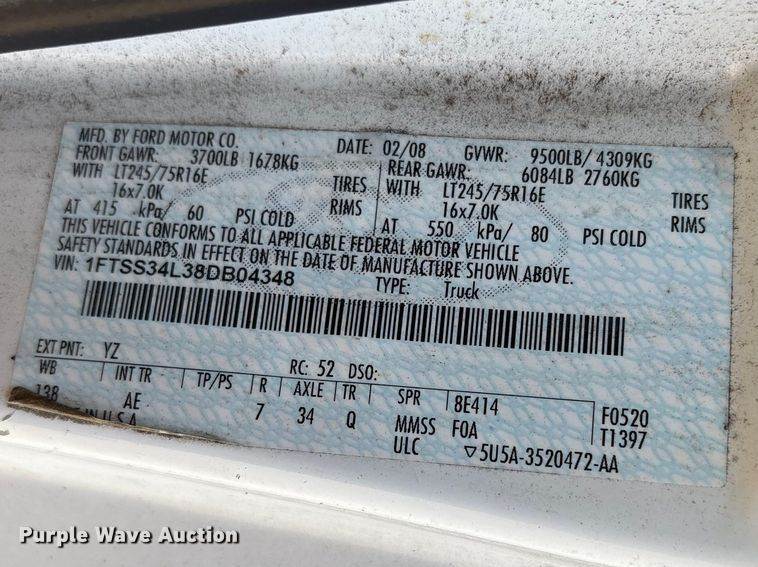 MFD. BY FORD MOTOR CO.
DATE: 02/08 GVWR: 9500LB/ 4309KG
FRONT GAWR: 3700LB 1678KG
REAR GAWR: 6084LB 2760KG
WITH LT245/75R16E TIRES
WITH LT245/75R16E TIRES
16x7.0K RIMS
16x7.0K RIMS
AT 415 kPa/ 60 PSI COLD
AT 550 kPa/ 80 PSI COLD
THIS VEHICLE CONFORMS TO ALL APPLICABLE FEDERAL MOTOR VEHICLE
SAFETY STANDARDS IN EFFECT ON THE DATE OF MANUFACTURE SHOWN ABOVE.
VIN: 1FTSS34L38DB04348
TYPE: Truck
EXT PNT: YZ RC: 52 DSO:
WB INT TR TP/PS R AXLE TR SPR
138 AE 7 34 Q 8E414 F0520
IN U.S.A. MMSS F0A T1397
ULC ▽5U5A-3520472-AA
Purple Wave Auction